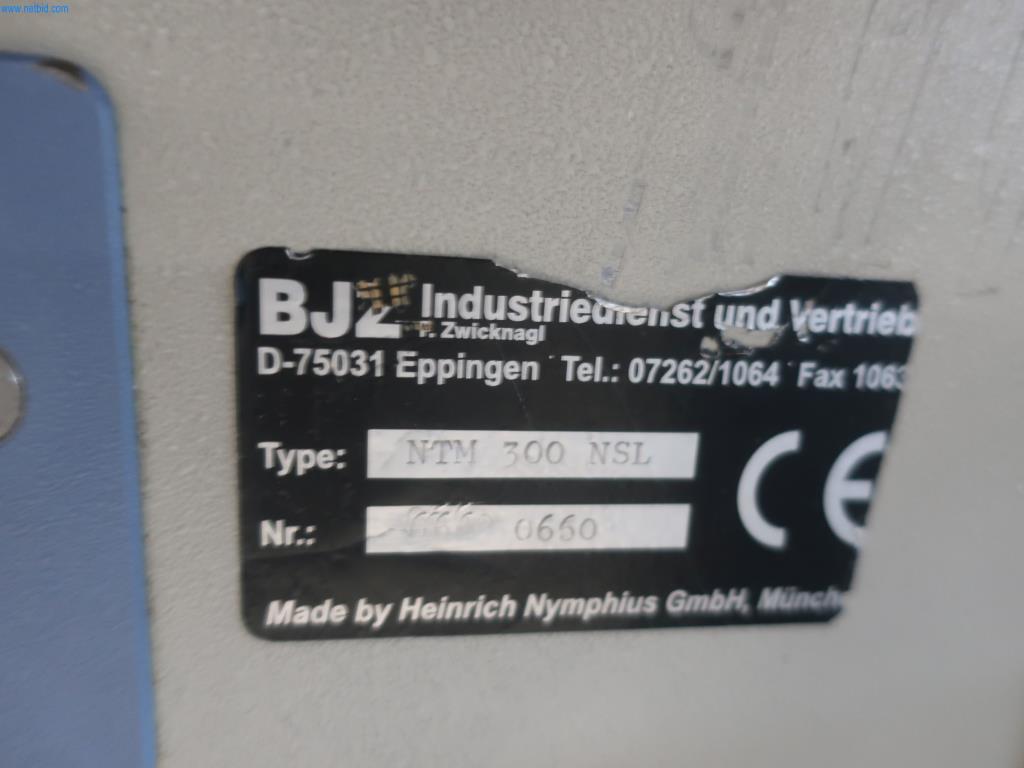 www.netbid.com
BJZ Industriedienst und Vertrieb
Zwicknagl
D-75031 Eppingen Tel.: 07262/1064 Fax 1063
Type: NTM 300 NSL
Nr.: 0660
Made by Heinrich Nymphius GmbH, Münch
CE